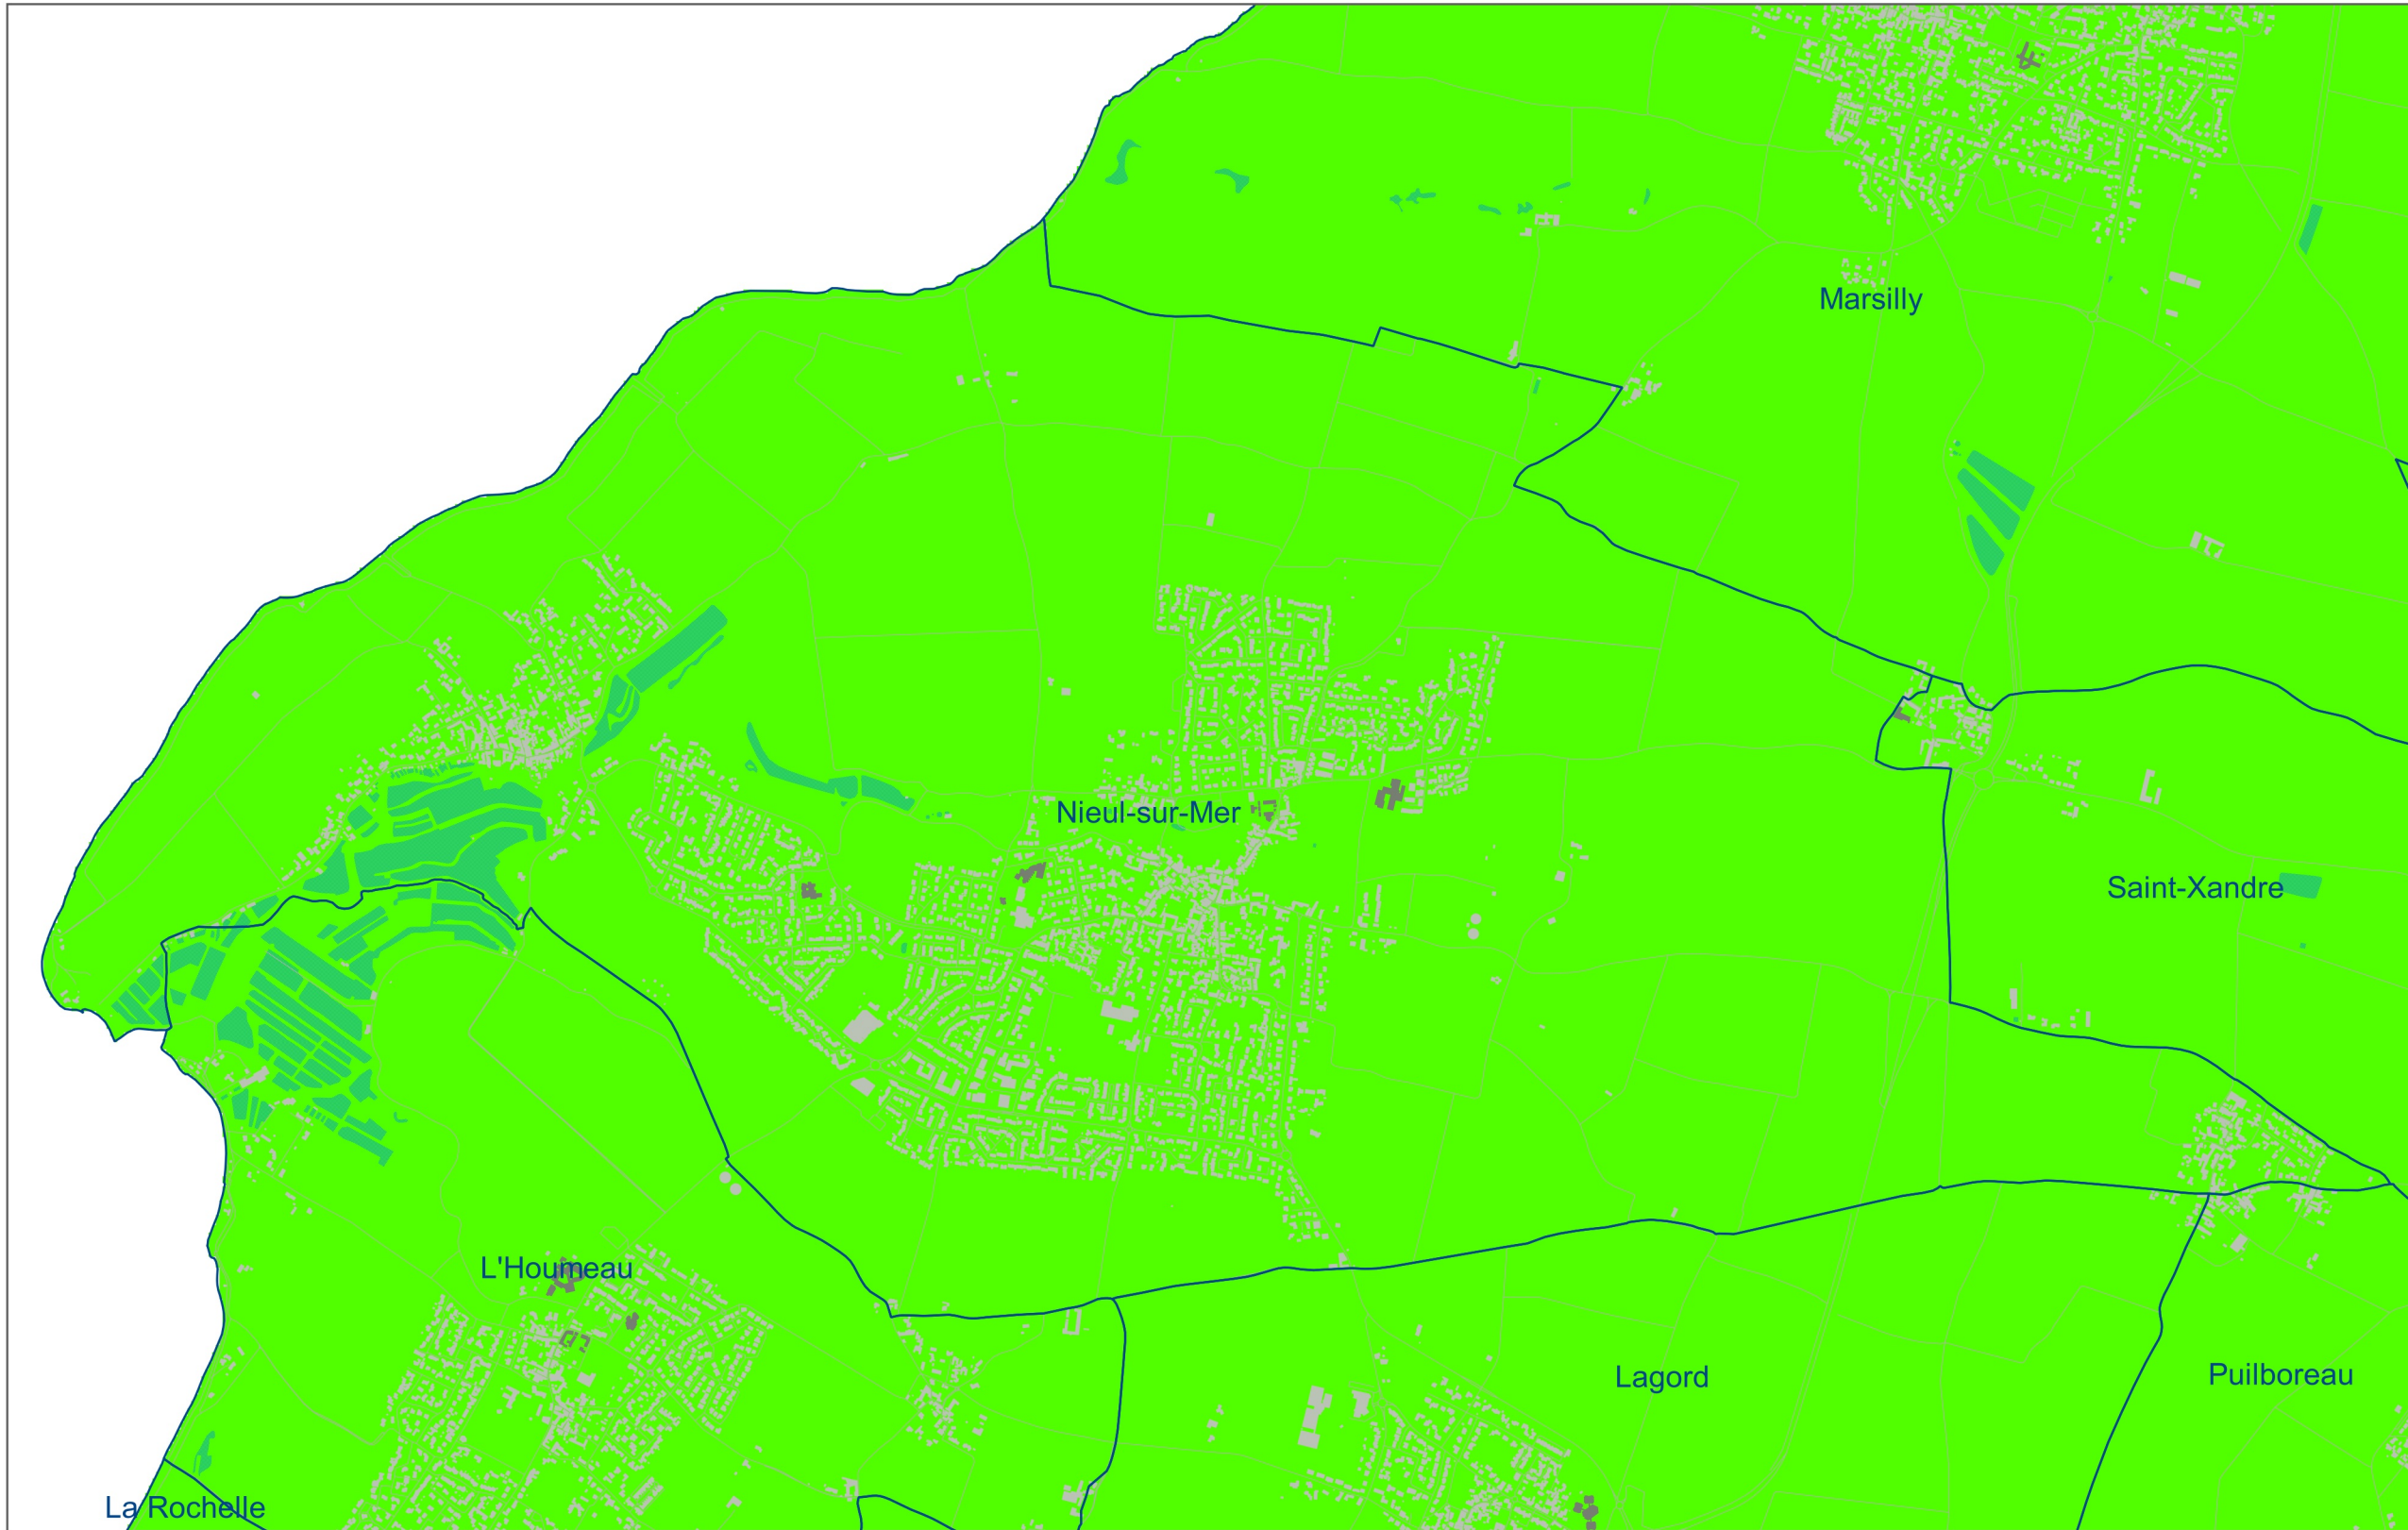 Marsilly
Nieul-sur-Mer
Saint-Xandre
L'Houmeau
Lagord
Puilboreau
La Rochelle